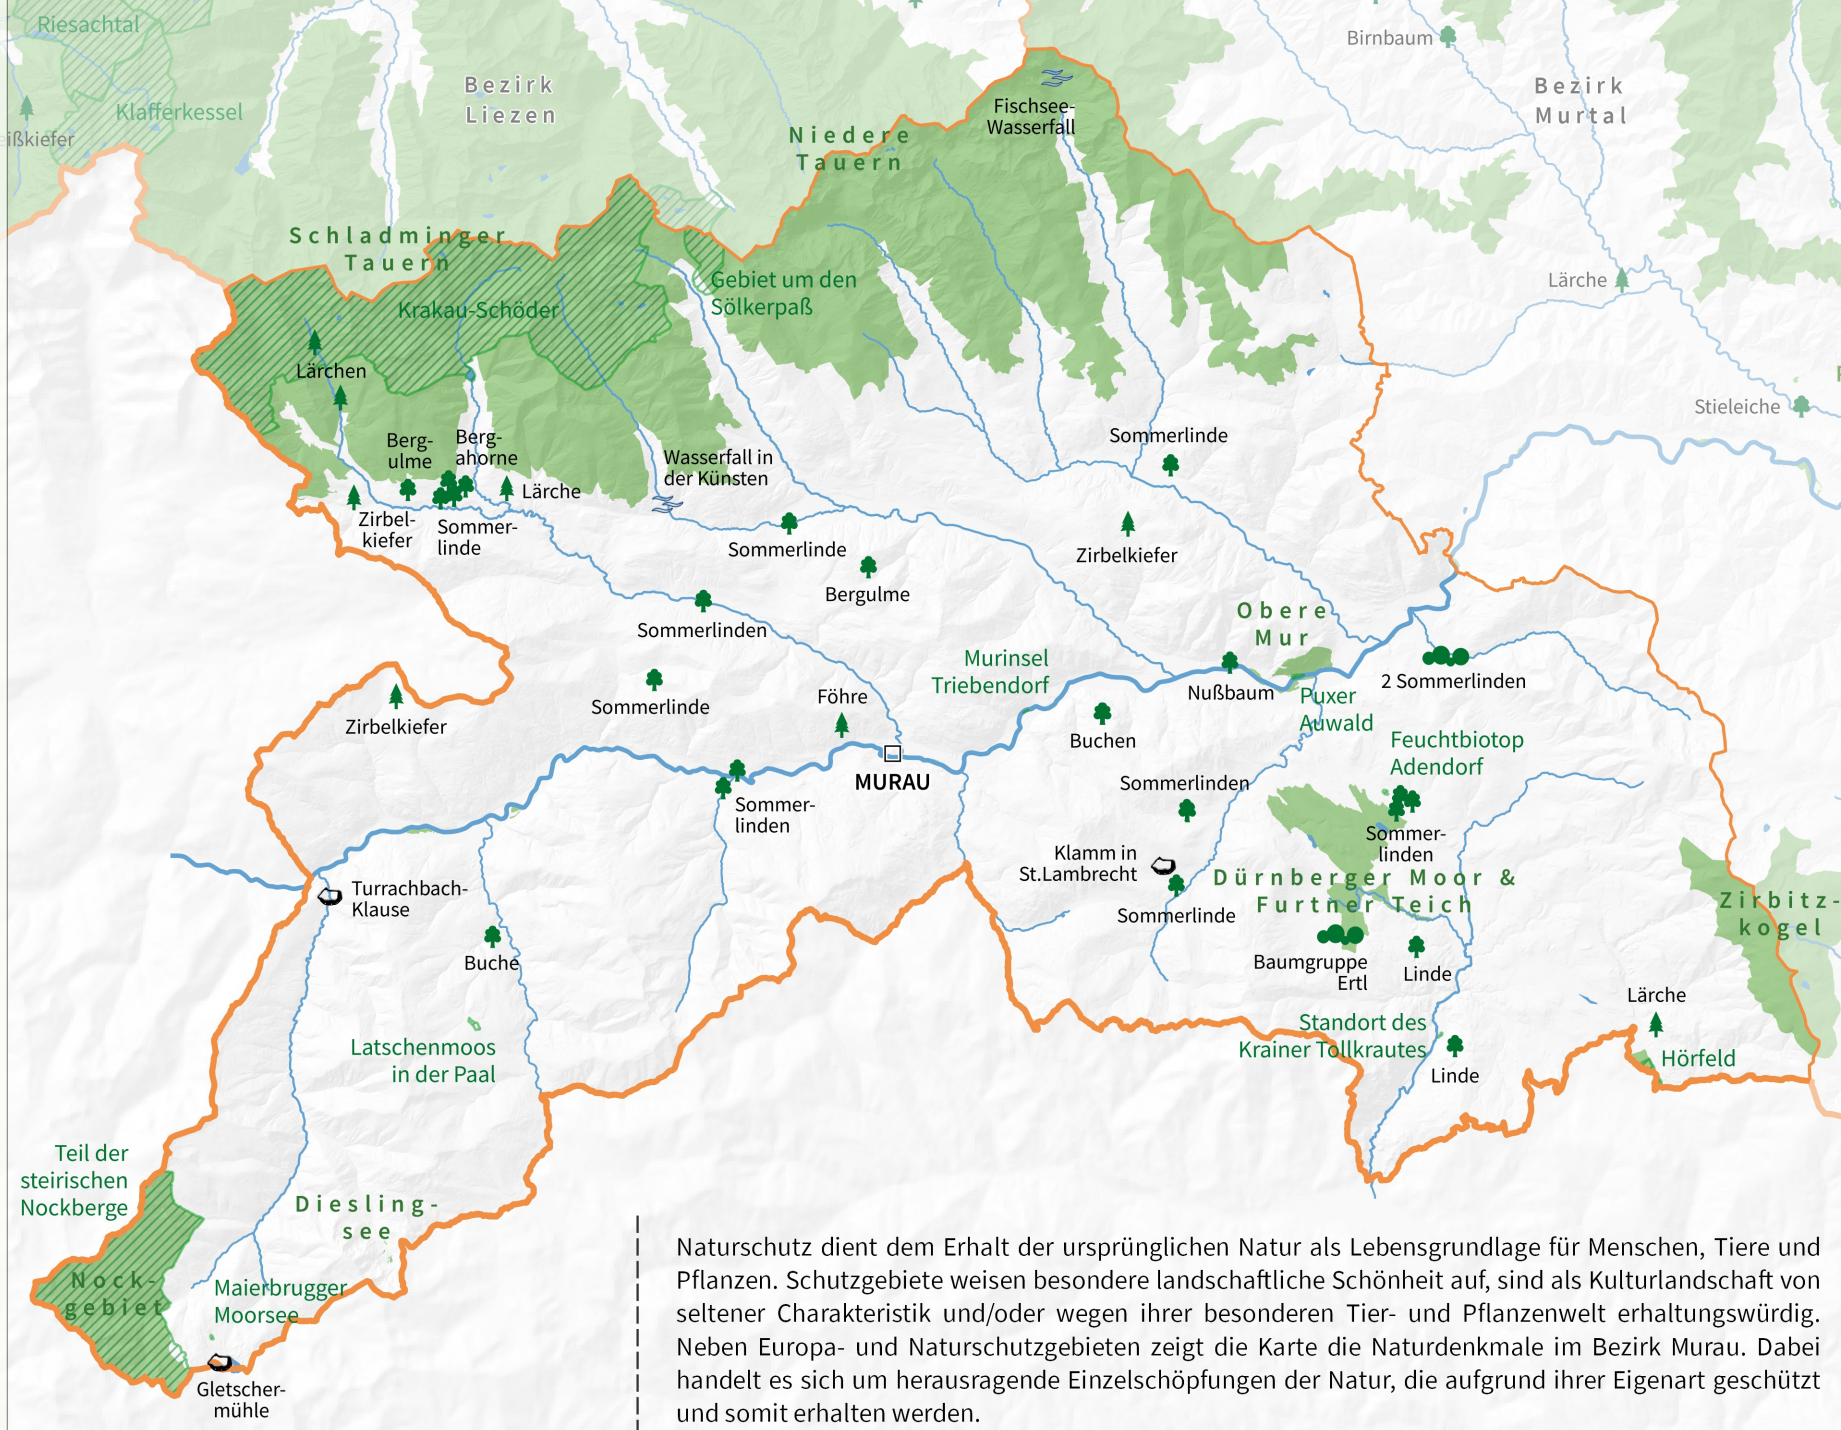 Riesachtal
Klafferkessel
ißkiefer
Bezirk
Liezen
Birnbaum
Bezirk
Murtal
Fischsee-
Wasserfall
Niedere
Tauern
Schladminger
Tauern
Krakau-Schöder
Gebiet um den
Sölkerpaß
Lärche
Stieleiche
Lärchen
Berg-
ulme
Berg-
ahorne
Lärche
Zirbel-
kiefer
Sommer-
linde
Wasserfall in
der Künsten
Sommerlinde
Sommerlinde
Zirbelkiefer
Bergulme
Sommerlinden
Obere
Mur
Murinsel
Triebendorf
Sommerlinde
Föhre
Nußbaum
Puxer
Auwald
2 Sommerlinden
Zirbelkiefer
Buchen
Feuchtbiotop
Adendorf
MURAU
Sommerlinden
Sommer-
linden
Sommer-
linden
Klamm in
St.Lambrecht
Dürnberger Moor &
Furtner Teich
Sommerlinde
Turrachbach-
Klause
Zirbitz-
kogel
Buche
Baumgruppe
Ertl
Linde
Lärche
Standort des
Krainer Tollkrautes
Hörfeld
Linde
Latschenmoos
in der Paal
Teil der
steirischen
Nockberge
Diesling-
see
Nock-
gebiet
Maierbrugger
Moorsee
Gletscher-
mühle
Naturschutz dient dem Erhalt der ursprünglichen Natur als Lebensgrundlage für Menschen, Tiere und
Pflanzen. Schutzgebiete weisen besondere landschaftliche Schönheit auf, sind als Kulturlandschaft von
seltener Charakteristik und/oder wegen ihrer besonderen Tier- und Pflanzenwelt erhaltungswürdig.
Neben Europa- und Naturschutzgebieten zeigt die Karte die Naturdenkmale im Bezirk Murau. Dabei
handelt es sich um herausragende Einzelschöpfungen der Natur, die aufgrund ihrer Eigenart geschützt
und somit erhalten werden.